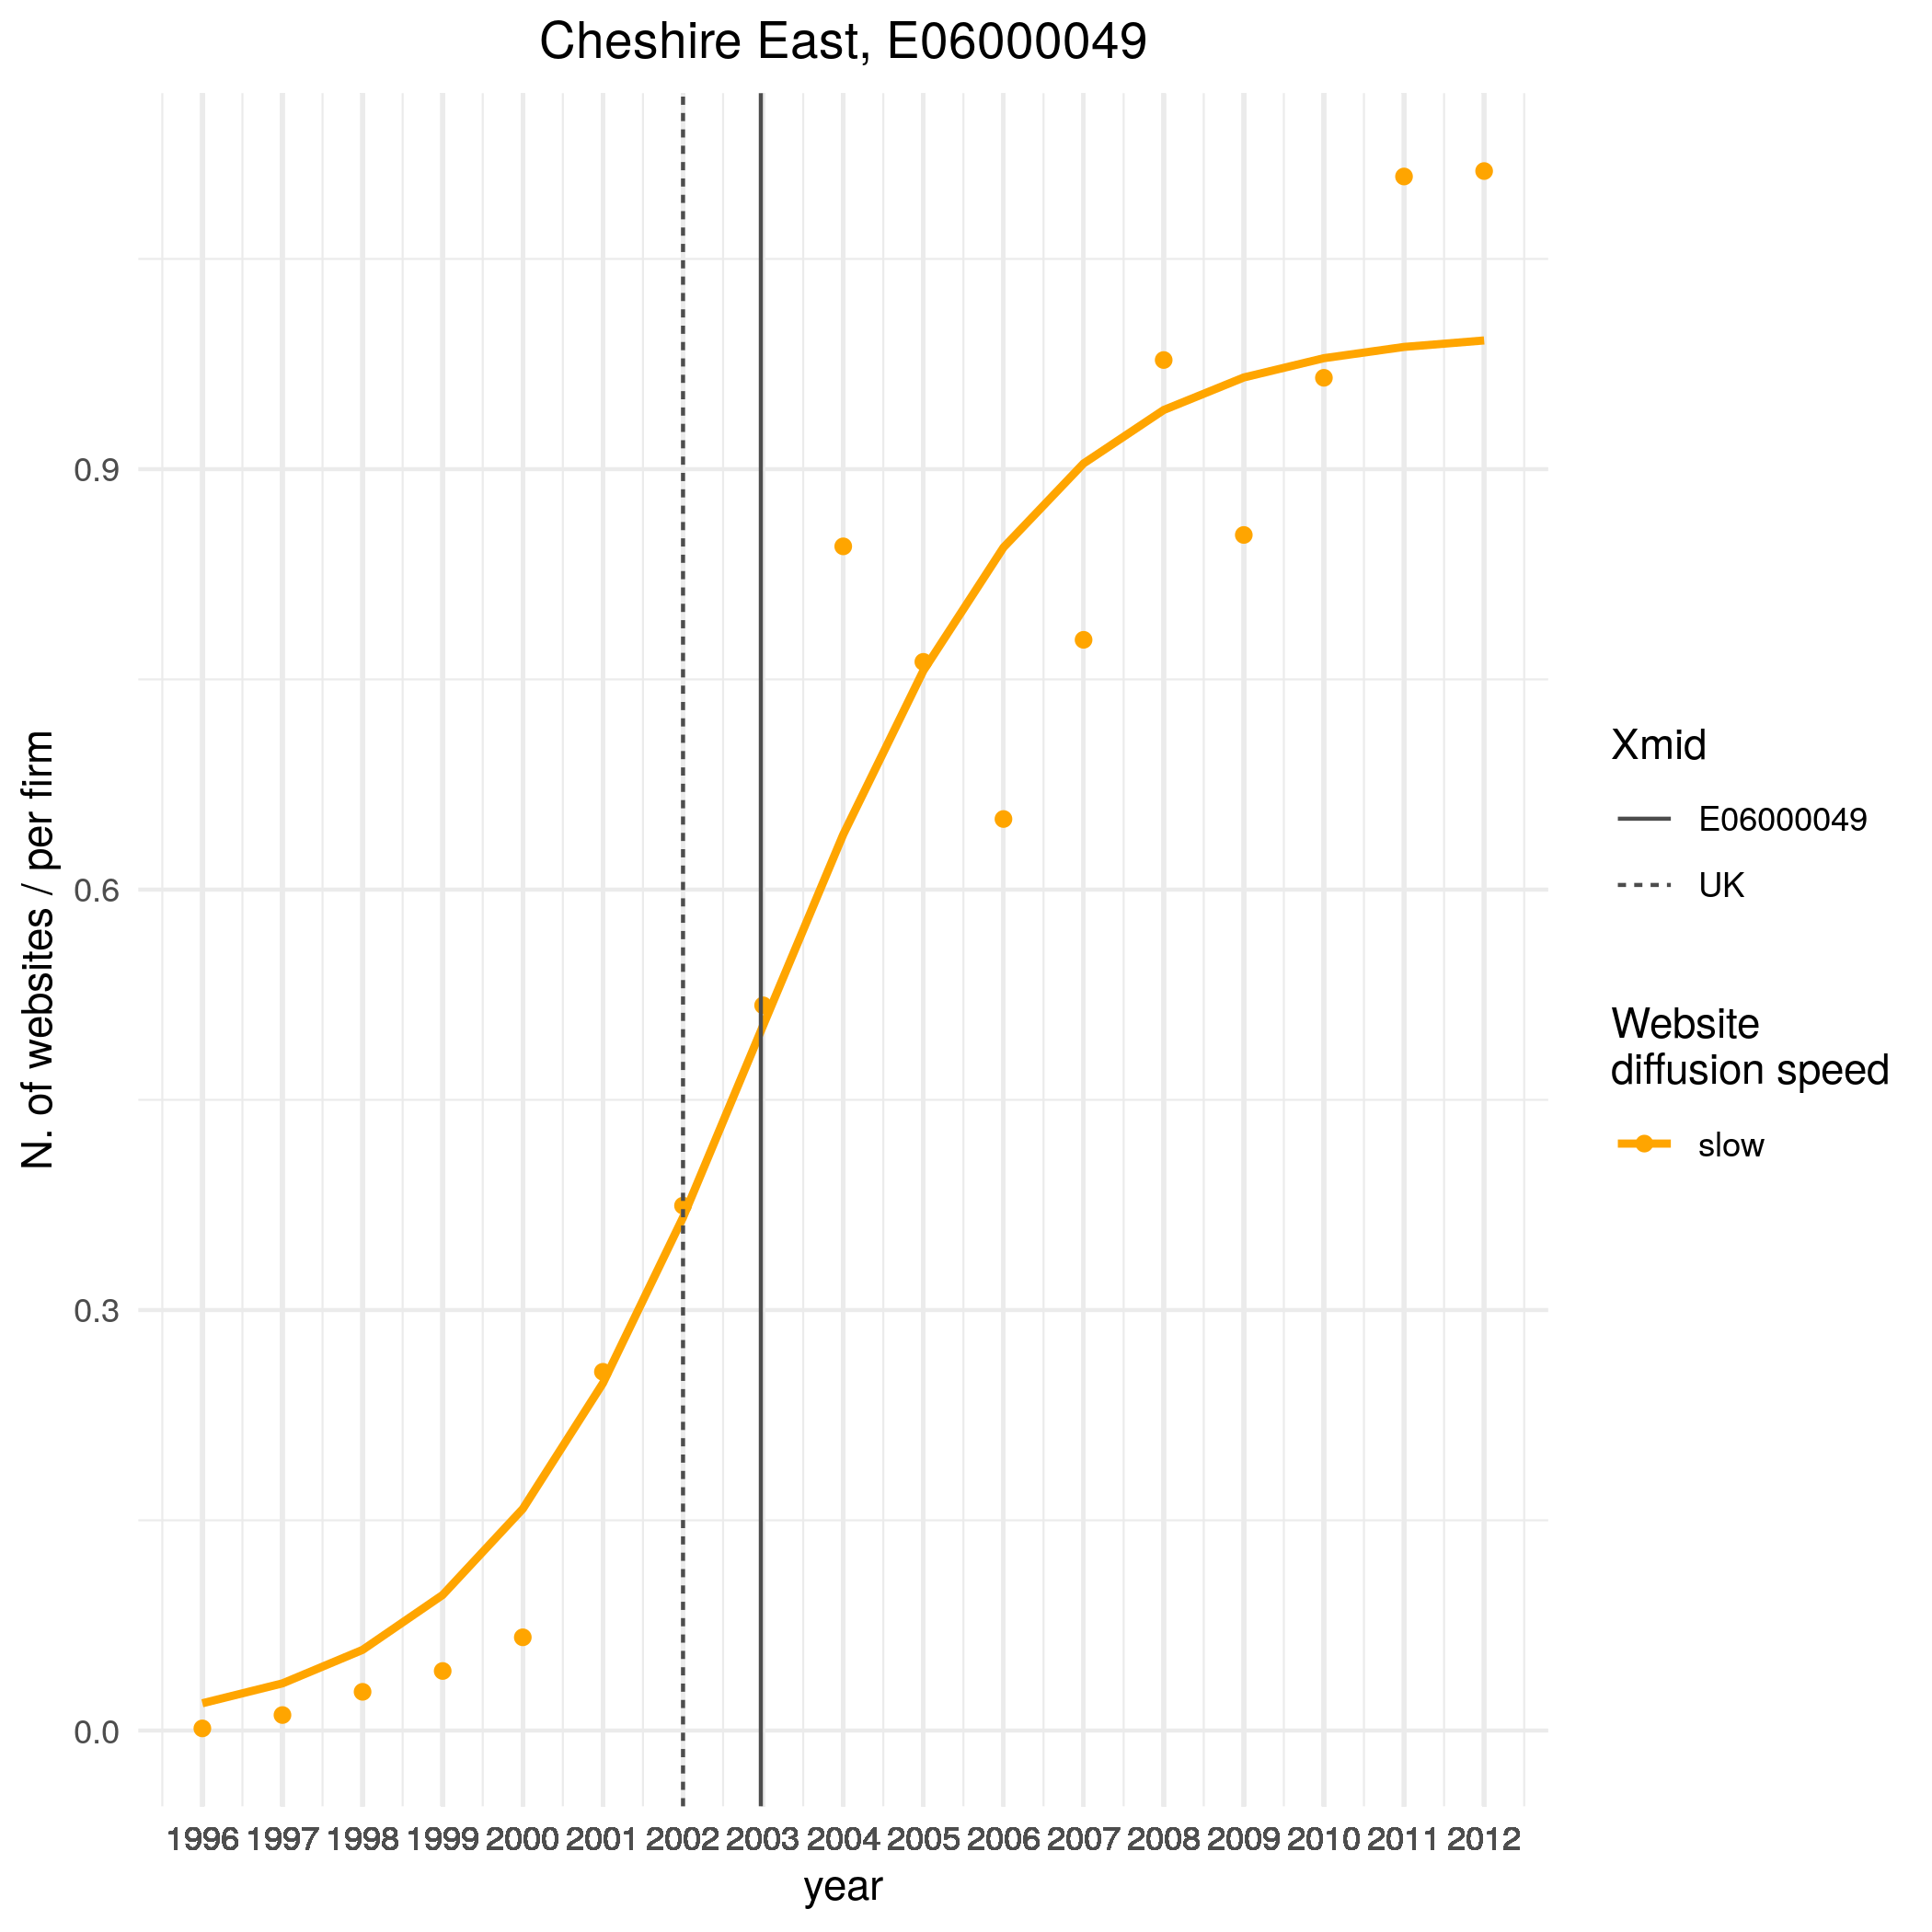 Cheshire East, E06000049
N. of websites / per firm
0.9
0.6
0.3
0.0
1996 1997 1998 1999 2000 2001 2002 2003 2004 2005 2006 2007 2008 2009 2010 2011 2012
year
Xmid
E06000049
UK
Website
diffusion speed
slow